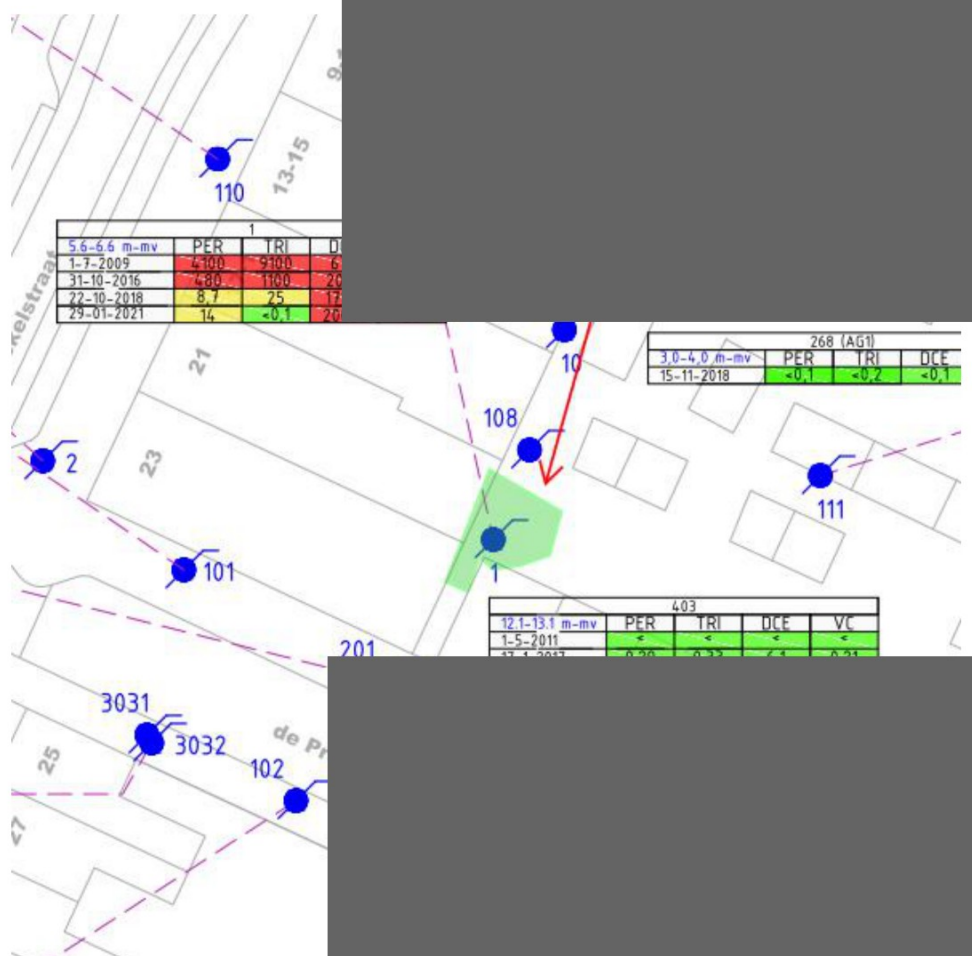 13-15
110
1
5.6-6.6 m-mv PER TRI
1-7-2009 4100 9100
31-10-2016 480 1100
22-10-2018 8,7 25
29-01-2021 14 <0,1
21
10
268 (AG1)
3,0-4,0 m-mv PER TRI DCE
15-11-2018 <0,1 <0,2 <0,1
108
23
2
111
101
1
403
12.1-13.1 m-mv PER TRI DCE VC
1-5-2011 < < < <
201
3031
3032
de
102
25
27